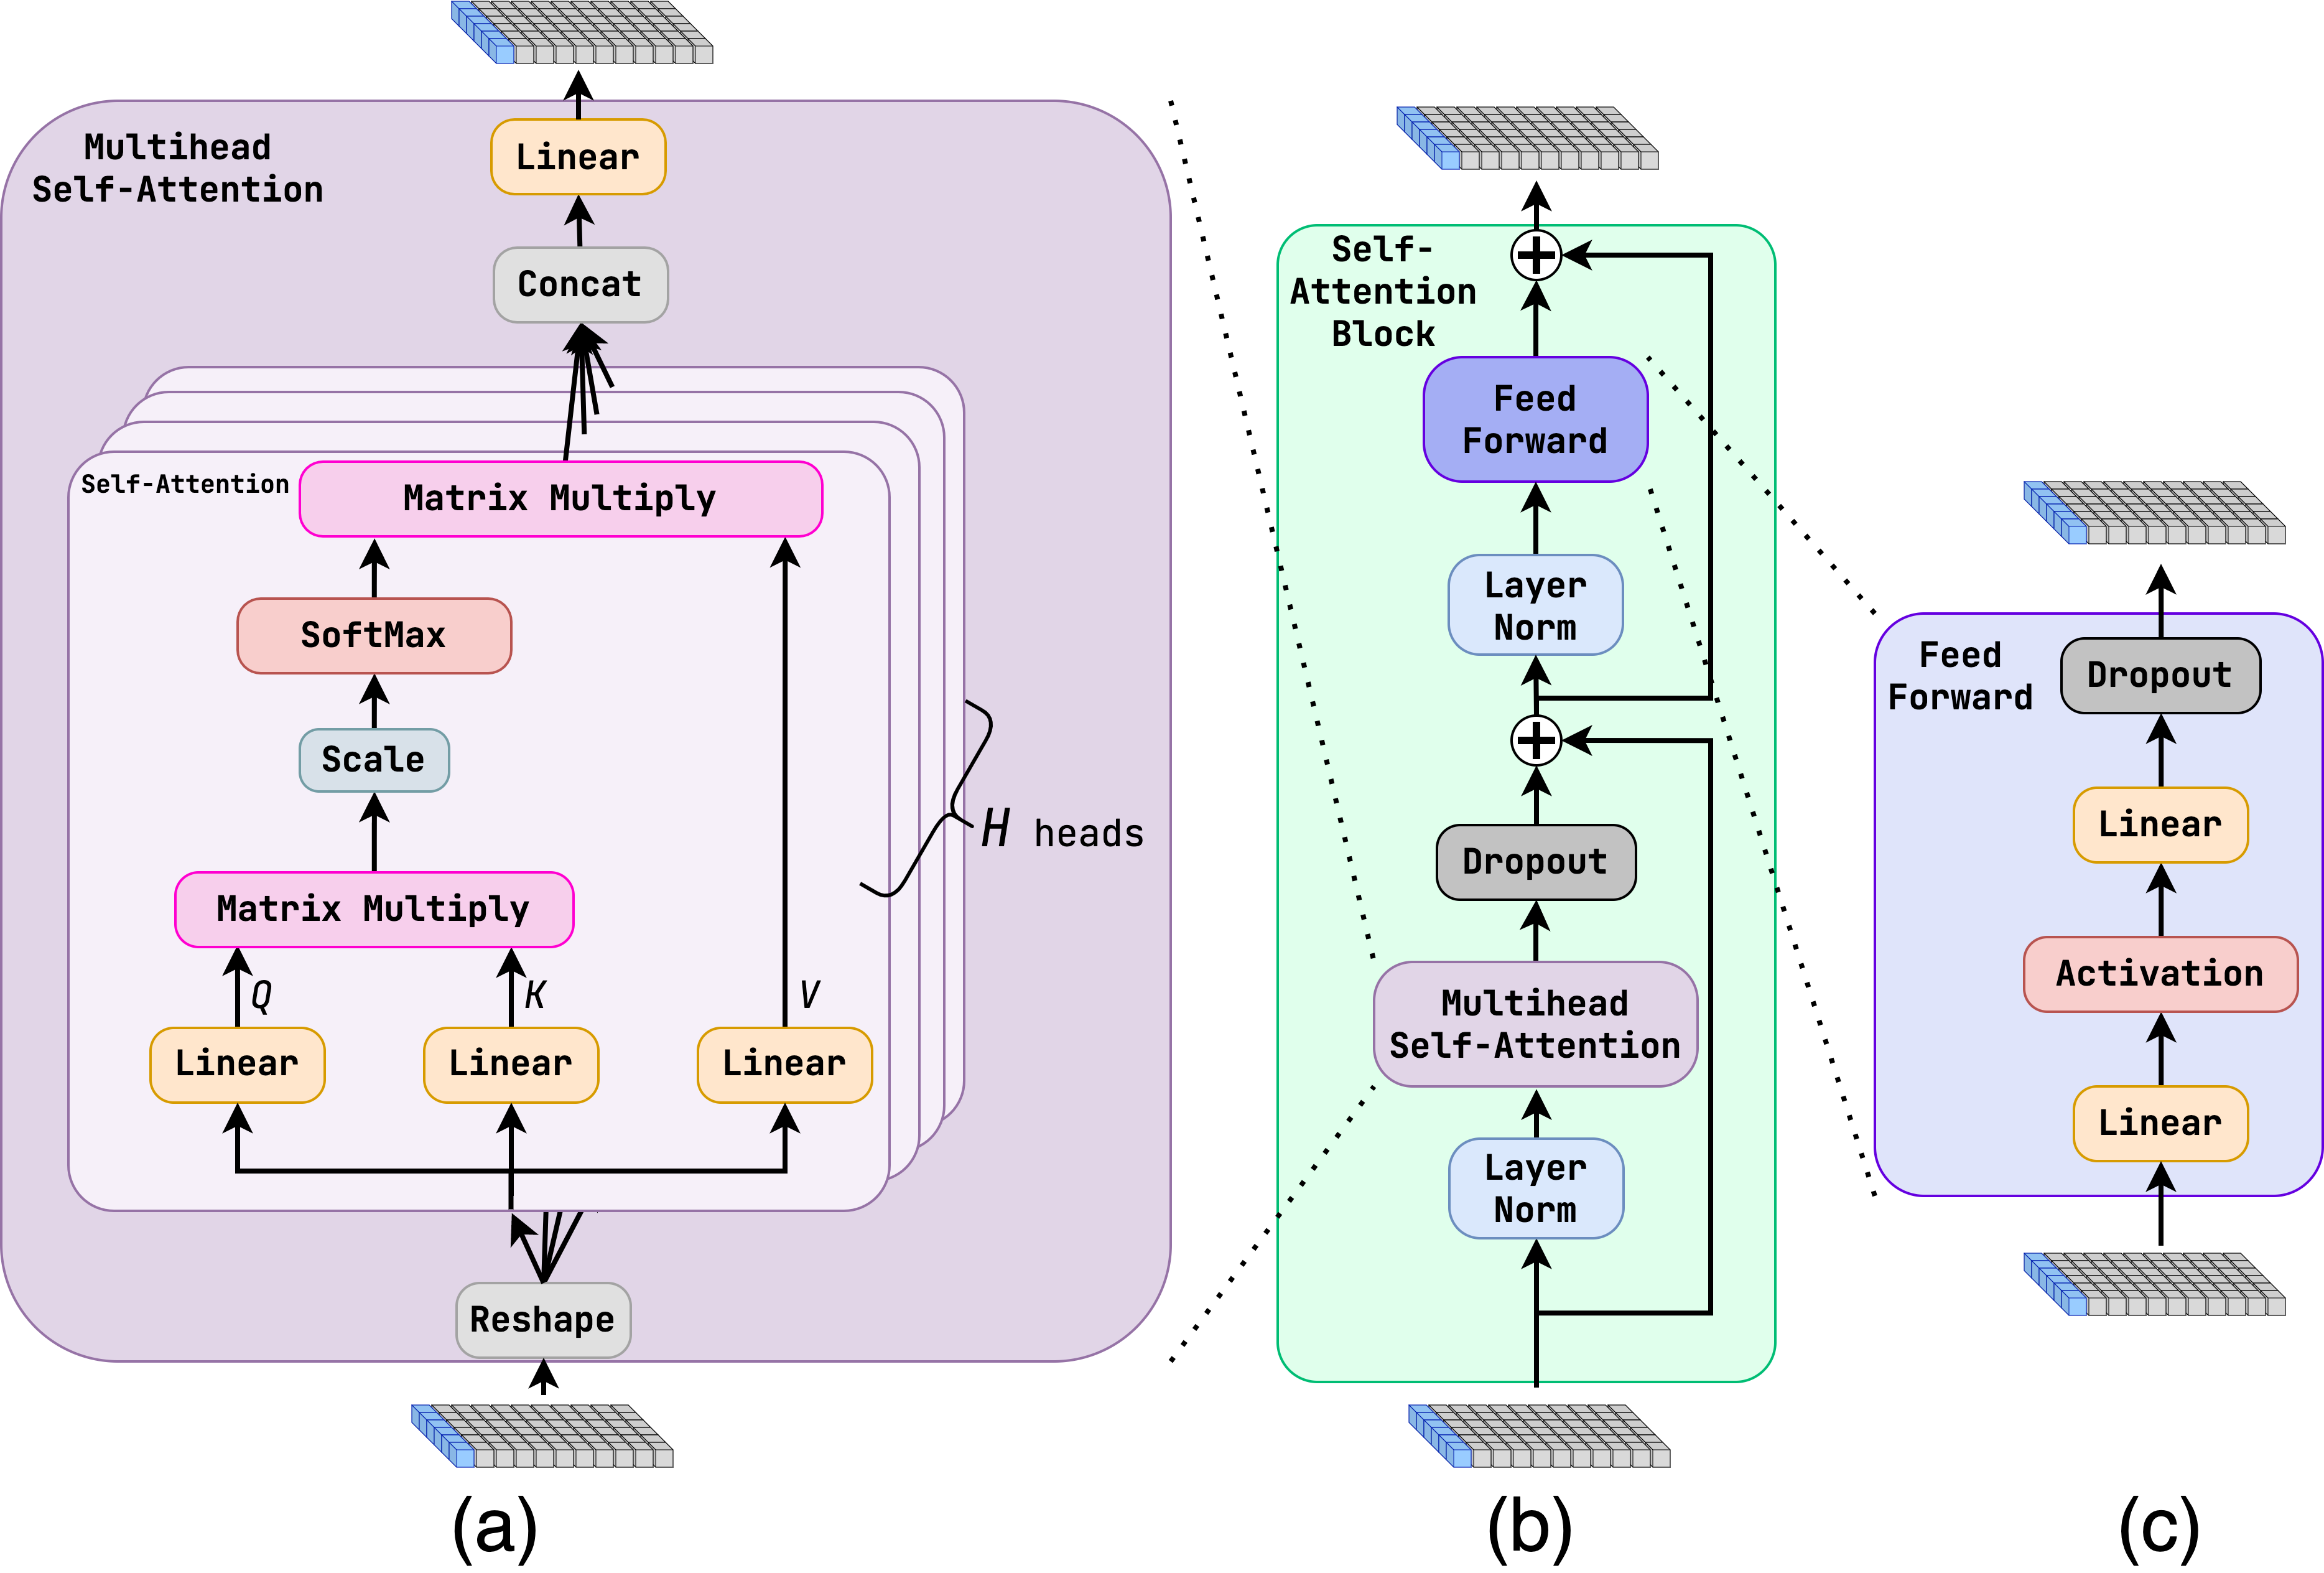 Multihead
Self-Attention
Linear
Concat
Self-Attention
Matrix Multiply
SoftMax
Scale
H heads
Matrix Multiply
Q
K
V
Linear
Linear
Linear
Reshape
(a)
Self-
Attention
Block
Feed
Forward
Layer
Norm
Dropout
Multihead
Self-Attention
Layer
Norm
(b)
Feed
Forward
Dropout
Linear
Activation
Linear
(c)